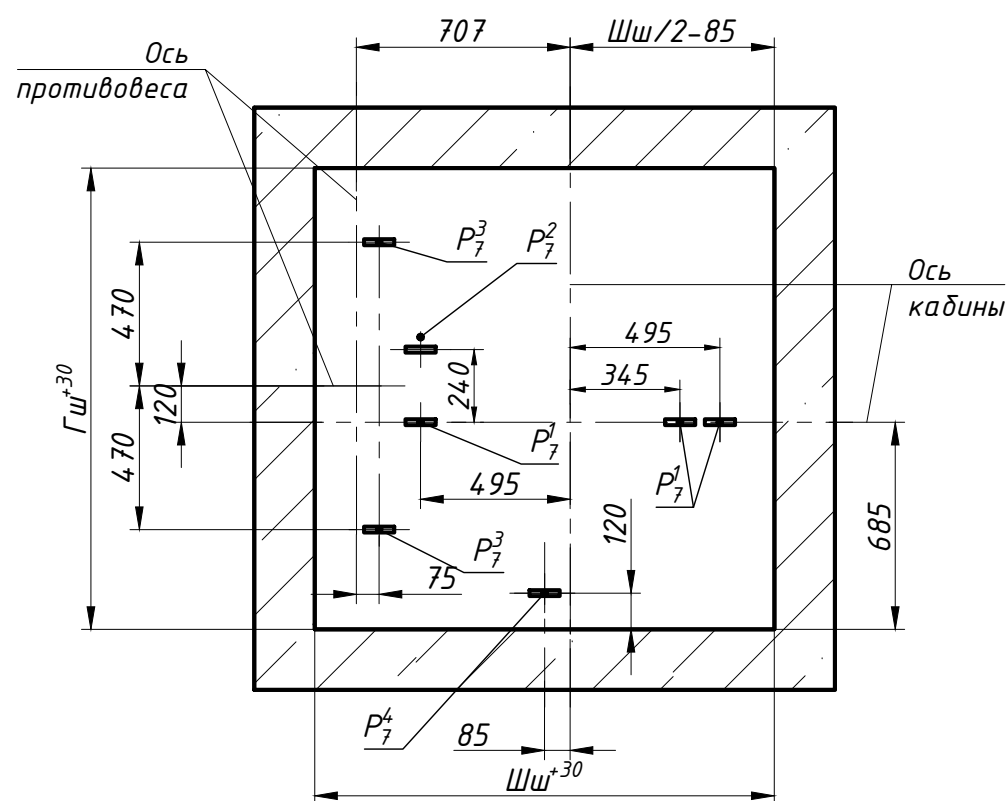 707
Шш/2-85
Ось
противовеса
P₇³
P₇²
Ось
кабины
470
495
Гш⁺³⁰
120
240
345
P₇¹
470
495
P₇¹
120
685
P₇³
75
P₇⁴
85
Шш⁺³⁰